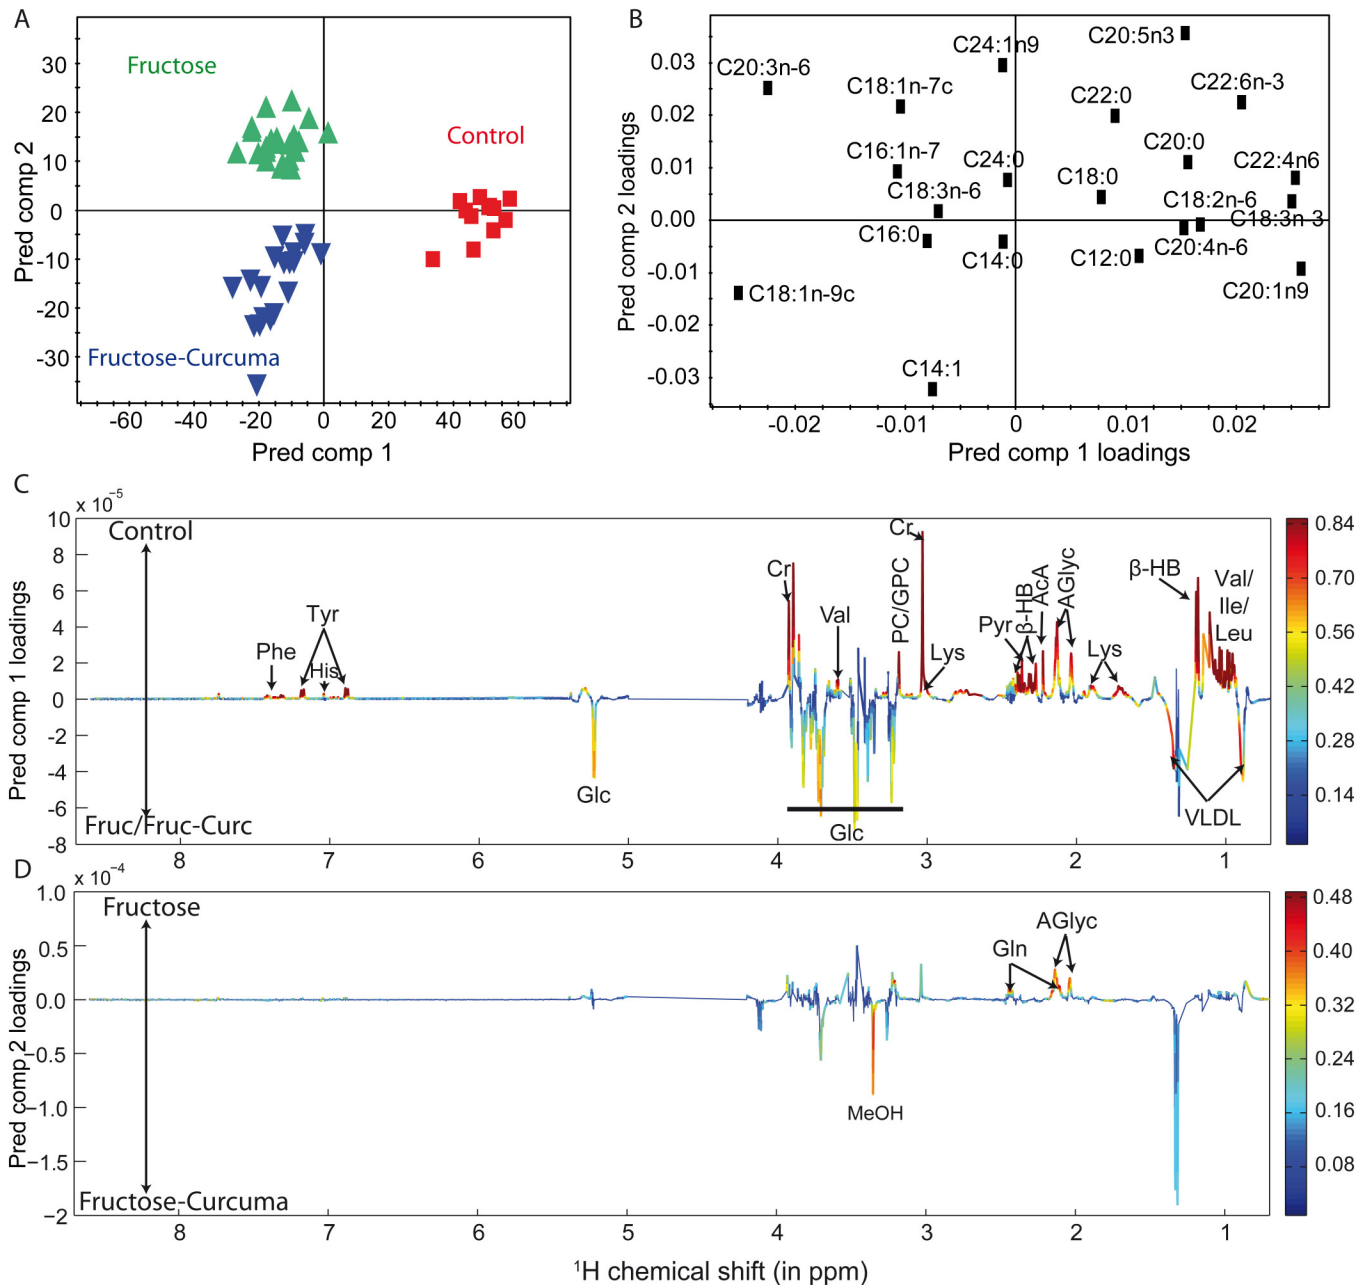 A
Pred comp 2
30
20
10
0
-10
-20
-30
Fructose
Control
Fructose-Curcuma
-60
-40
-20
0
20
40
60
Pred comp 1
B
Pred comp 2 loadings
0.03
0.02
0.01
0.00
-0.01
-0.02
-0.03
C20:3n-6
C24:1n9
C20:5n3
C18:1n-7c
C22:0
C22:6n-3
C16:1n-7
C24:0
C20:0
C22:4n6
C18:3n-6
C18:0
C18:2n-6
C18:3n-3
C16:0
C14:0
C12:0
C20:4n-6
C18:1n-9c
C20:1n9
C14:1
-0.02
-0.01
0
0.01
0.02
Pred comp 1 loadings
C
x 10⁻⁵
Pred comp 1 loadings
10
8
6
4
2
0
-2
-4
-6
-8
Control
Fruc/Fruc-Curc
Phe
Tyr
His
Glc
Cr
Val
PC/GPC
Cr
Lys
Pyr
β-HB
AcA
AGlyc
Lys
β-HB
Val/
Ile/
Leu
Glc
VLDL
0.84
0.70
0.56
0.42
0.28
0.14
8
7
6
5
4
3
2
1
D
x 10⁻⁴
Pred comp 2 loadings
1.0
0.5
0.0
−0.5
−1.0
−1.5
−2
Fructose
Fructose-Curcuma
Gln
AGlyc
MeOH
0.48
0.40
0.32
0.24
0.16
0.08
8
7
6
5
4
3
2
1
¹H chemical shift (in ppm)